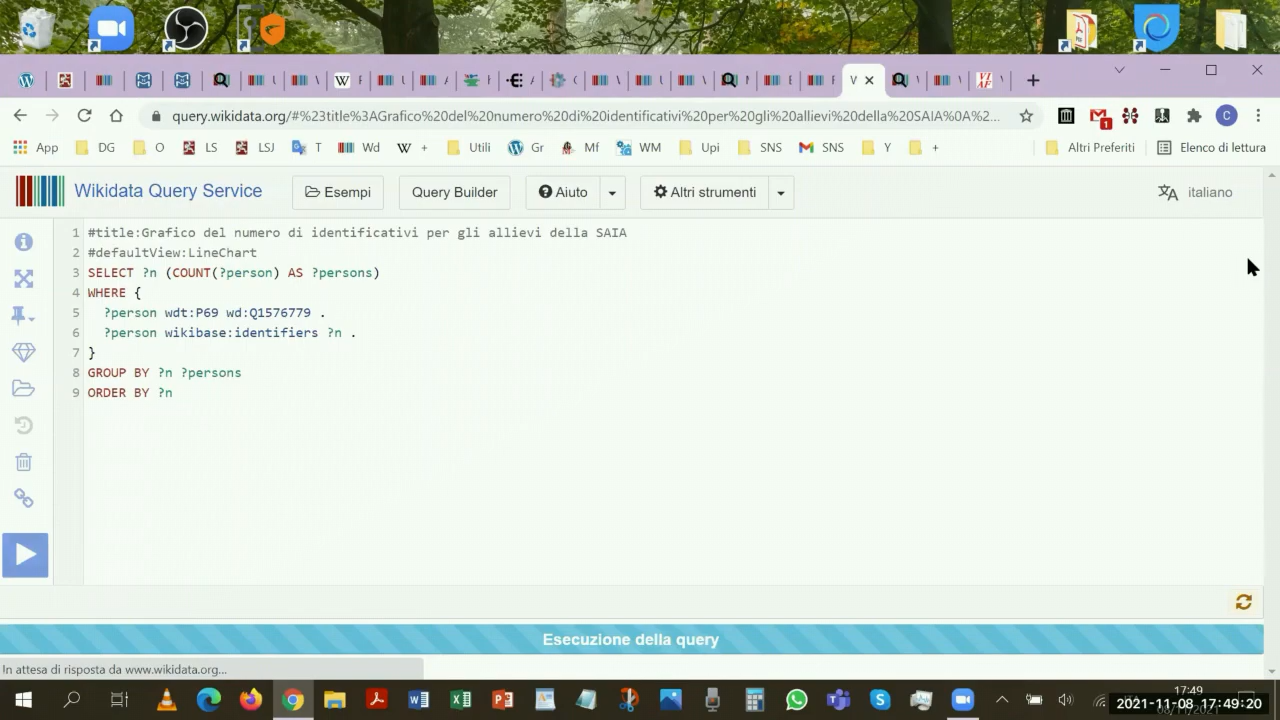 query.wikidata.org/#%23title%3AGrafico%20del%20numero%20di%20identificativi%20per%20gli%20allievi%20della%20SAIA%0A%2...
App
DG
O
LS
LSJ
T
Wd
+
Utili
Gr
Mf
WM
Upi
SNS
SNS
Y
+
Altri Preferiti
Elenco di lettura
Wikidata Query Service
Esempi
Query Builder
Aiuto
Altri strumenti
italiano
1 #title:Grafico del numero di identificativi per gli allievi della SAIA
2 #defaultView:LineChart
3 SELECT ?n (COUNT(?person) AS ?persons)
4 WHERE {
5 ?person wdt:P69 wd:Q1576779 .
6 ?person wikibase:identifiers ?n .
7 }
8 GROUP BY ?n ?persons
9 ORDER BY ?n
Esecuzione della query
In attesa di risposta da www.wikidata.org...
17:49
2021-11-08 17:49:20